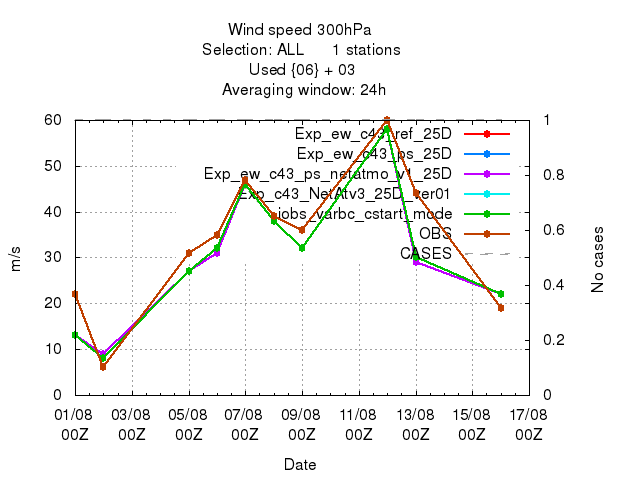 Wind speed 300hPa
Selection: ALL 1 stations
Used {06} + 03
Averaging window: 24h
60 1
Exp_ew_c43_ref_25D
Exp_ew_c43_ps_25D
50
Exp_ew_c43_ps_netatmo_v1_25D 0.8
Exp_c43_NetAtv3_25D_ver01
40
iobs_varbc_cstart_mode
OBS 0.6
m/s 30 CASES No cases
0.4
20
0.2
10
0 0
01/08 03/08 05/08 07/08 09/08 11/08 13/08 15/08 17/08
00Z 00Z 00Z 00Z 00Z 00Z 00Z 00Z 00Z
Date